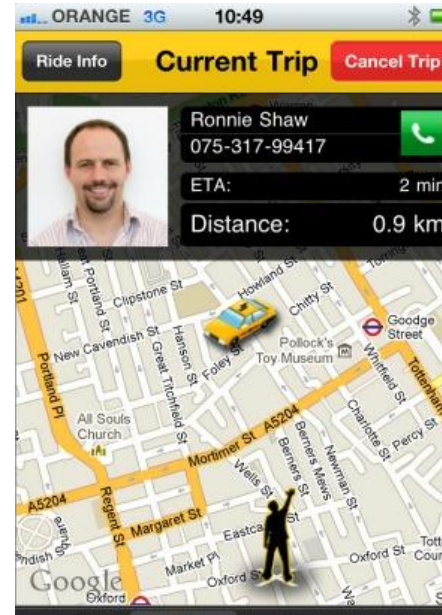 ORANGE 3G 10:49
Ride Info Current Trip Cancel Trip
Ronnie Shaw
075-317-99417
ETA: 2 min
Distance: 0.9 km
Hallam St
Portland St
Clipstone St
Howland St
Chitty St
Goodge
Street
New Cavendish St
Hanson St
Great Titchfield St
Foley St
Pollock's
Toy Museum
Whitfield St
Portland Pl
All Souls
Church
A5204
Mortimer St
Charlotte St
Percy St
Wells St
Berners St
Berners Mews
Newman St
A5204
Regent St
Margaret St
Eastca
St
Market Pl
Oxford St
Oxford S
Google
Oxford